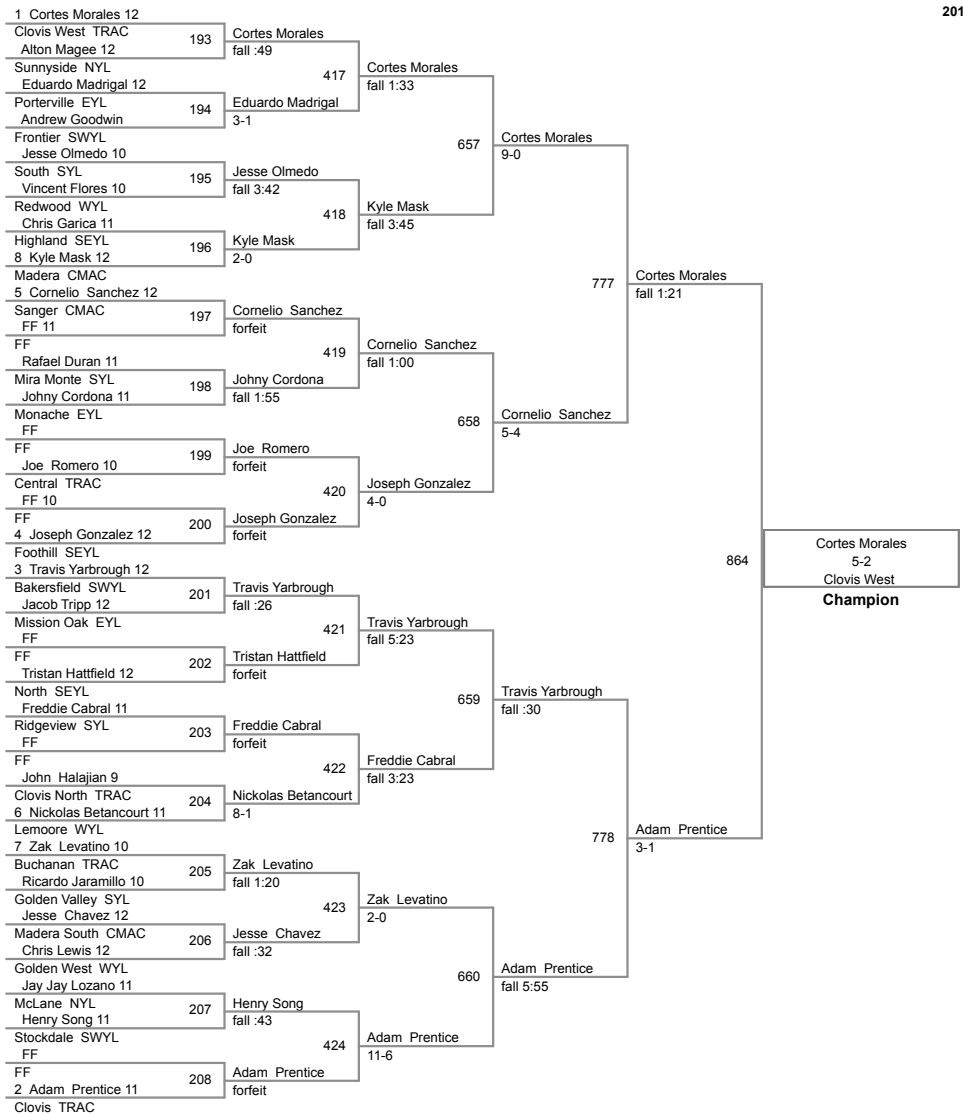 201
1 Cortes Morales 12
Clovis West TRAC
Alton Magee 12
Sunnyside NYL
Eduardo Madrigal 12
Porterville EYL
Andrew Goodwin
Frontier SWYL
Jesse Olmedo 10
South SYL
Vincent Flores 10
Redwood WYL
Chris Garica 11
Highland SEYL
8 Kyle Mask 12
Madera CMAC
5 Cornelio Sanchez 12
Sanger CMAC
FF 11
FF
Rafael Duran 11
Mira Monte SYL
Johny Cordona 11
Monache EYL
FF
FF
Joe Romero 10
Central TRAC
FF 10
FF
4 Joseph Gonzalez 12
Foothill SEYL
3 Travis Yarbrough 12
Bakersfield SWYL
Jacob Tripp 12
Mission Oak EYL
FF
FF
Tristan Hattfield 12
North SEYL
Freddie Cabral 11
Ridgeview SYL
FF
FF
John Halajian 9
Clovis North TRAC
6 Nickolas Betancourt 11
Lemoore WYL
7 Zak Levatino 10
Buchanan TRAC
Ricardo Jaramillo 10
Golden Valley SYL
Jesse Chavez 12
Madera South CMAC
Chris Lewis 12
Golden West WYL
Jay Jay Lozano 11
McLane NYL
Henry Song 11
Stockdale SWYL
FF
FF
2 Adam Prentice 11
Clovis TRAC
193
194
195
196
197
198
199
200
201
202
203
204
205
206
207
208
Cortes Morales
fall :49
Eduardo Madrigal
3-1
Jesse Olmedo
fall 3:42
Kyle Mask
2-0
Cornelio Sanchez
forfeit
Johny Cordona
fall 1:55
Joe Romero
forfeit
Joseph Gonzalez
forfeit
Travis Yarbrough
fall :26
Tristan Hattfield
forfeit
Freddie Cabral
forfeit
Nickolas Betancourt
8-1
Zak Levatino
fall 1:20
Jesse Chavez
fall :32
Henry Song
fall :43
Adam Prentice
forfeit
417
418
419
420
421
422
423
424
Cortes Morales
fall 1:33
Kyle Mask
fall 3:45
Cornelio Sanchez
fall 1:00
Joseph Gonzalez
4-0
Travis Yarbrough
fall 5:23
Freddie Cabral
fall 3:23
Zak Levatino
2-0
Adam Prentice
11-6
657
658
659
660
Cortes Morales
9-0
Cornelio Sanchez
5-4
Travis Yarbrough
fall :30
Adam Prentice
fall 5:55
777
778
Cortes Morales
fall 1:21
Adam Prentice
3-1
864
Cortes Morales
5-2
Clovis West
Champion